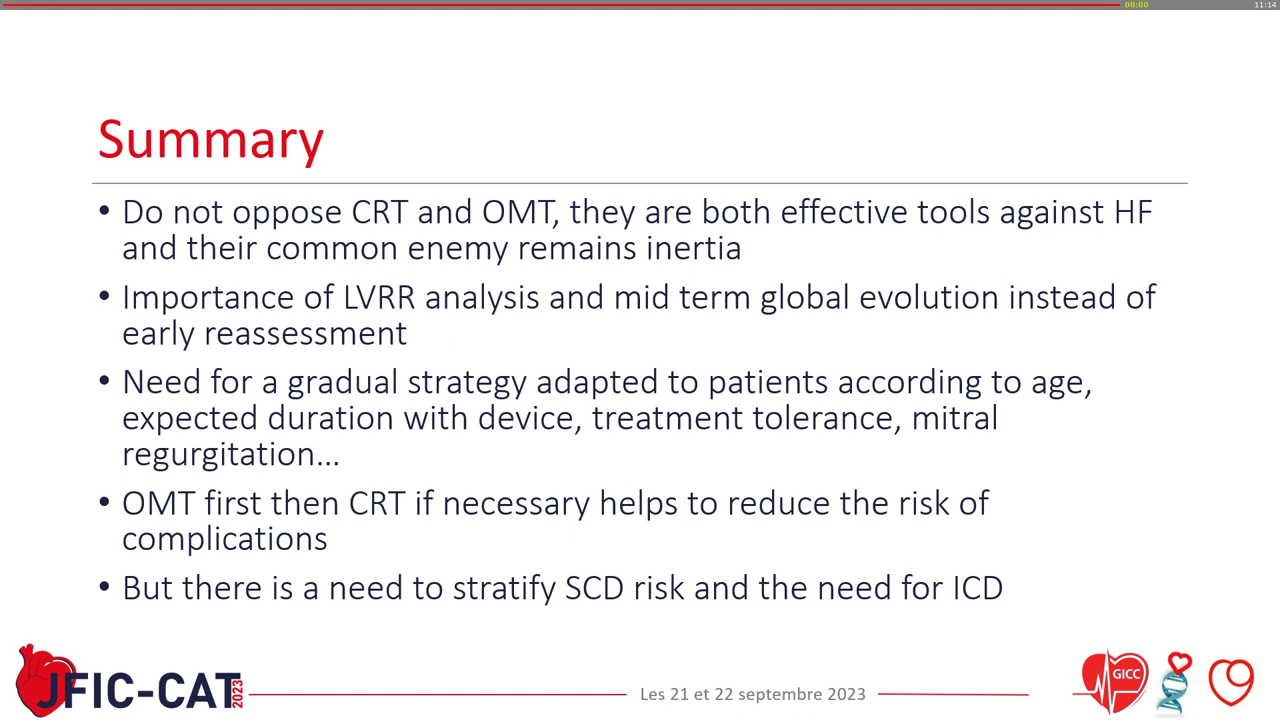 00:00
11:14
Summary
• Do not oppose CRT and OMT, they are both effective tools against HF
and their common enemy remains inertia
• Importance of LVRR analysis and mid term global evolution instead of
early reassessment
• Need for a gradual strategy adapted to patients according to age,
expected duration with device, treatment tolerance, mitral
regurgitation...
• OMT first then CRT if necessary helps to reduce the risk of
complications
• But there is a need to stratify SCD risk and the need for ICD
JFIC-CAT 2023
Les 21 et 22 septembre 2023
GICC